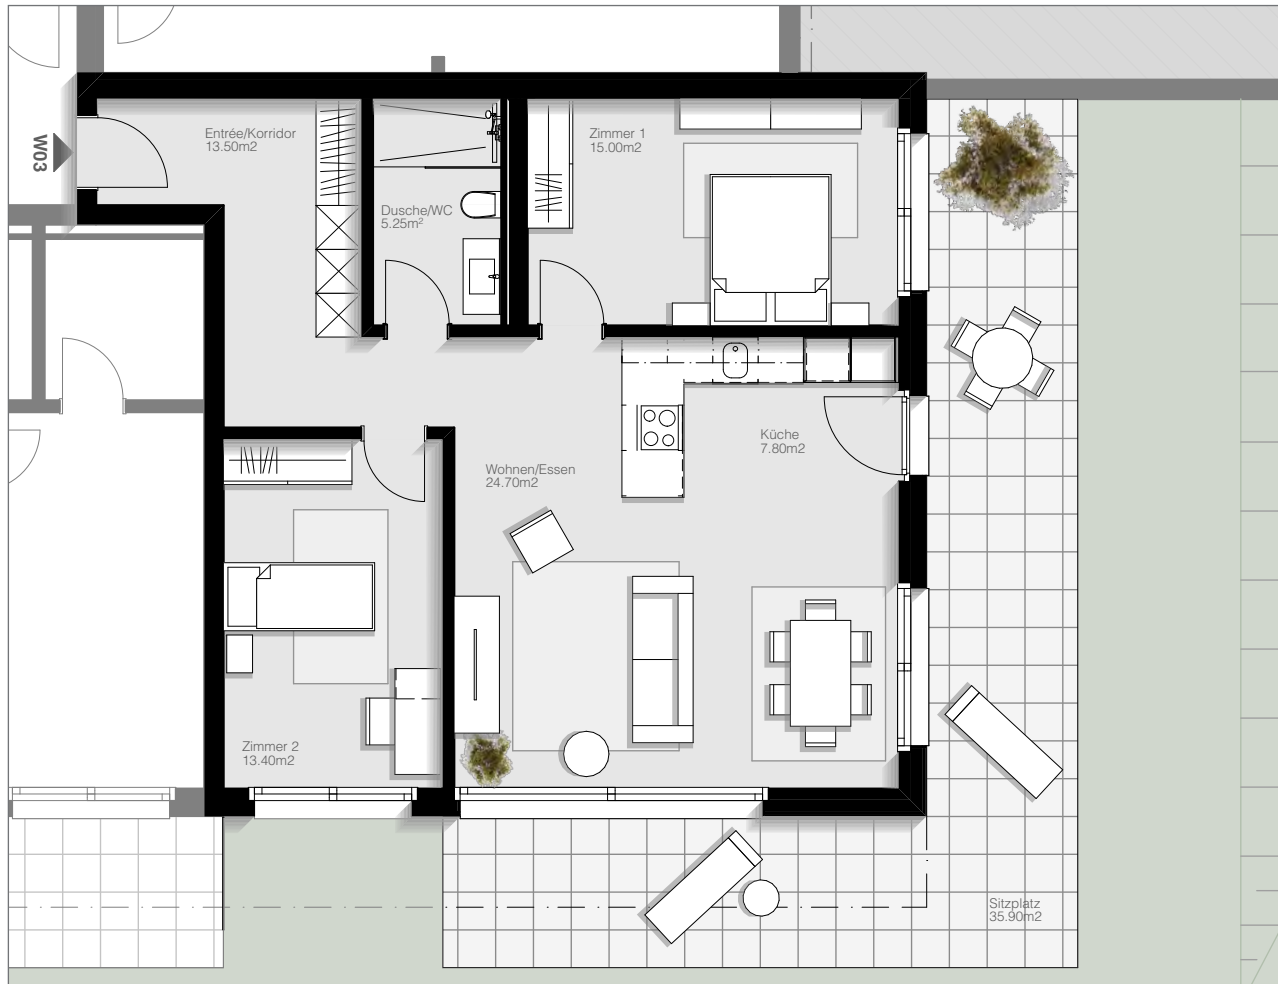 W03
Entrée/Korridor
13.50m2
Dusche/WC
5.25m²
Zimmer 1
15.00m2
Küche
7.80m2
Wohnen/Essen
24.70m2
Zimmer 2
13.40m2
Sitzplatz
35.90m2